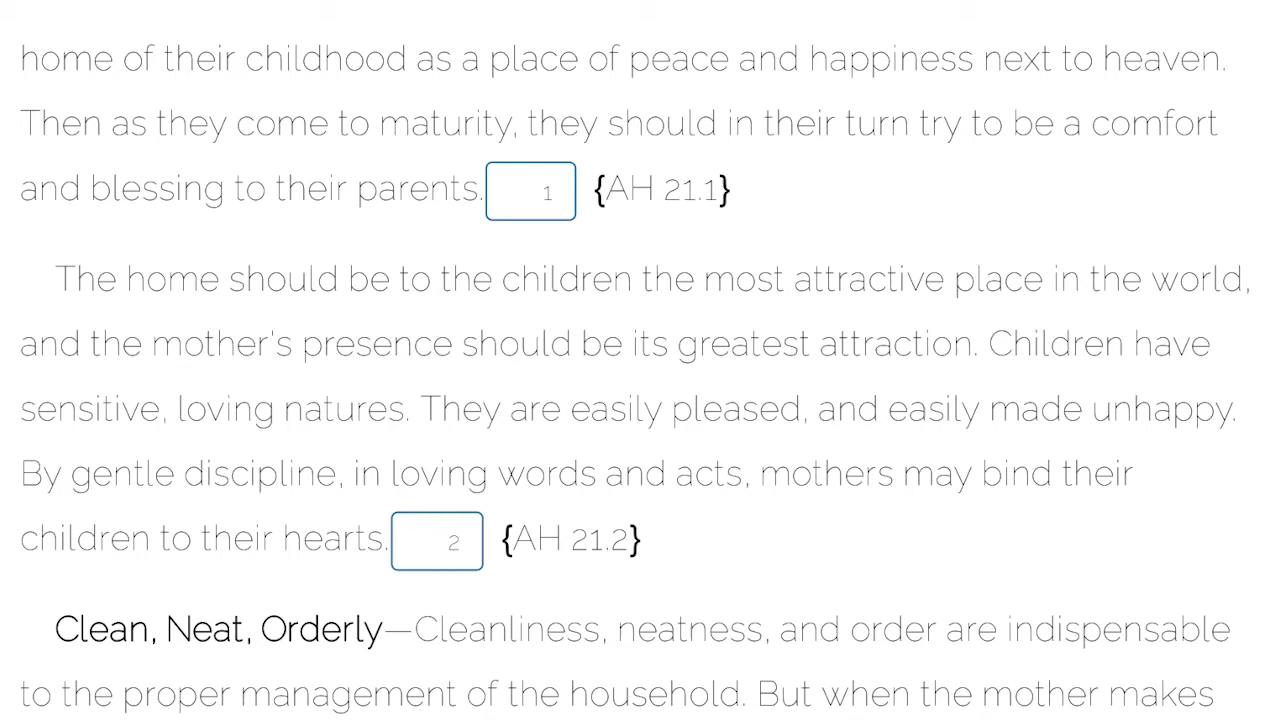 home of their childhood as a place of peace and happiness next to heaven.
Then as they come to maturity, they should in their turn try to be a comfort
and blessing to their parents. 1 {AH 21.1}
The home should be to the children the most attractive place in the world,
and the mother's presence should be its greatest attraction. Children have
sensitive, loving natures. They are easily pleased, and easily made unhappy.
By gentle discipline, in loving words and acts, mothers may bind their
children to their hearts. 2 {AH 21.2}
Clean, Neat, Orderly—Cleanliness, neatness, and order are indispensable
to the proper management of the household. But when the mother makes